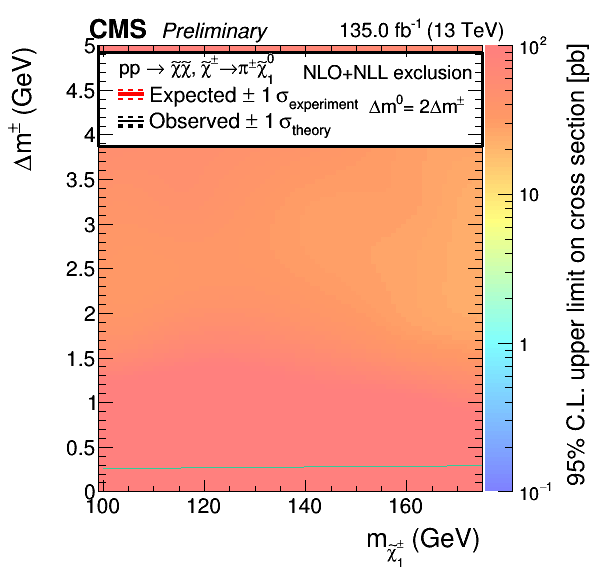 CMS Preliminary 135.0 fb⁻¹ (13 TeV)
pp → χ̃χ̃, χ̃±→π±χ̃⁰₁ NLO+NLL exclusion
Expected ± 1 σexperiment Δm⁰= 2Δm±
Observed ± 1 σtheory
Δm± (GeV)
5
4.5
4
3.5
3
2.5
2
1.5
1
0.5
0
100 120 140 160
mχ̃±₁ (GeV)
10²
10
1
10⁻¹
95% C.L. upper limit on cross section [pb]